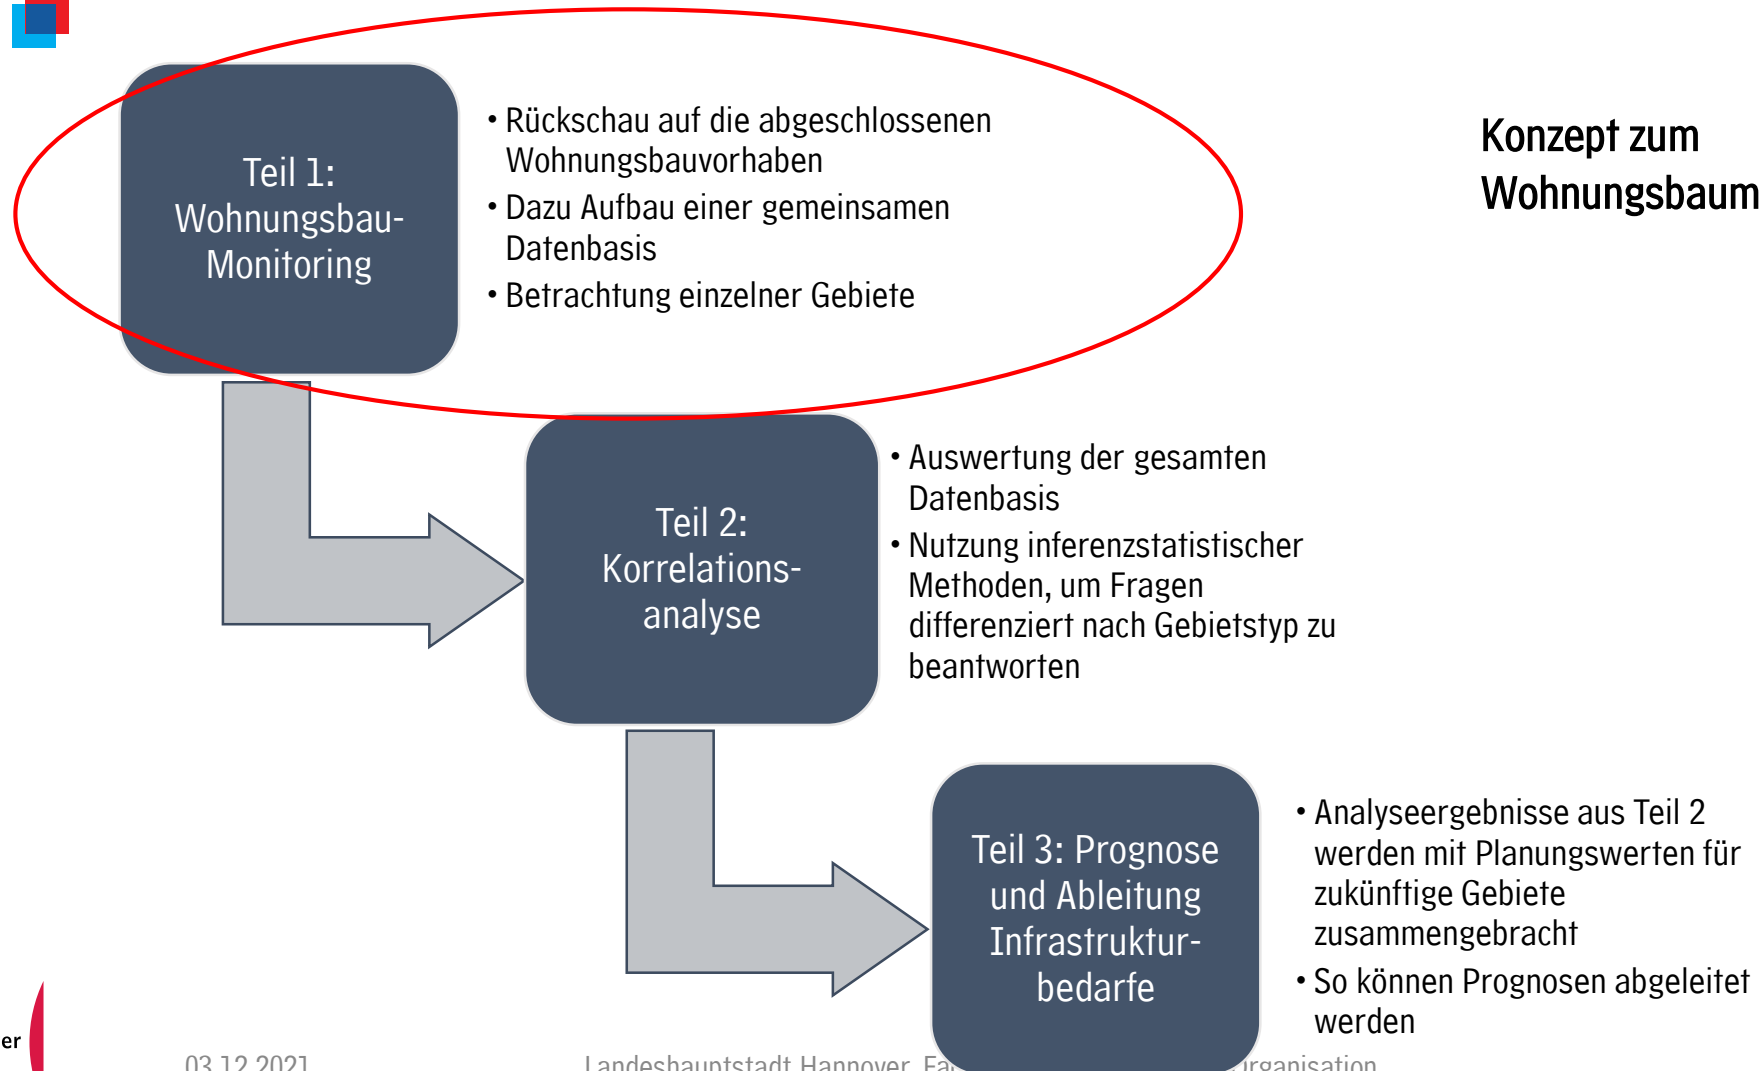 Konzept zum
Wohnungsbaum
Teil 1:
Wohnungsbau-
Monitoring
• Rückschau auf die abgeschlossenen
Wohnungsbauvorhaben
• Dazu Aufbau einer gemeinsamen
Datenbasis
• Betrachtung einzelner Gebiete
Teil 2:
Korrelations-
analyse
• Auswertung der gesamten
Datenbasis
• Nutzung inferenzstatistischer
Methoden, um Fragen
differenziert nach Gebietstyp zu
beantworten
Teil 3: Prognose
und Ableitung
Infrastruktur-
bedarfe
• Analyseergebnisse aus Teil 2
werden mit Planungswerten für
zukünftige Gebiete
zusammengebracht
• So können Prognosen abgeleitet
werden
er
03.12.2021
Landeshauptstadt Hannover, Fa
rganisation